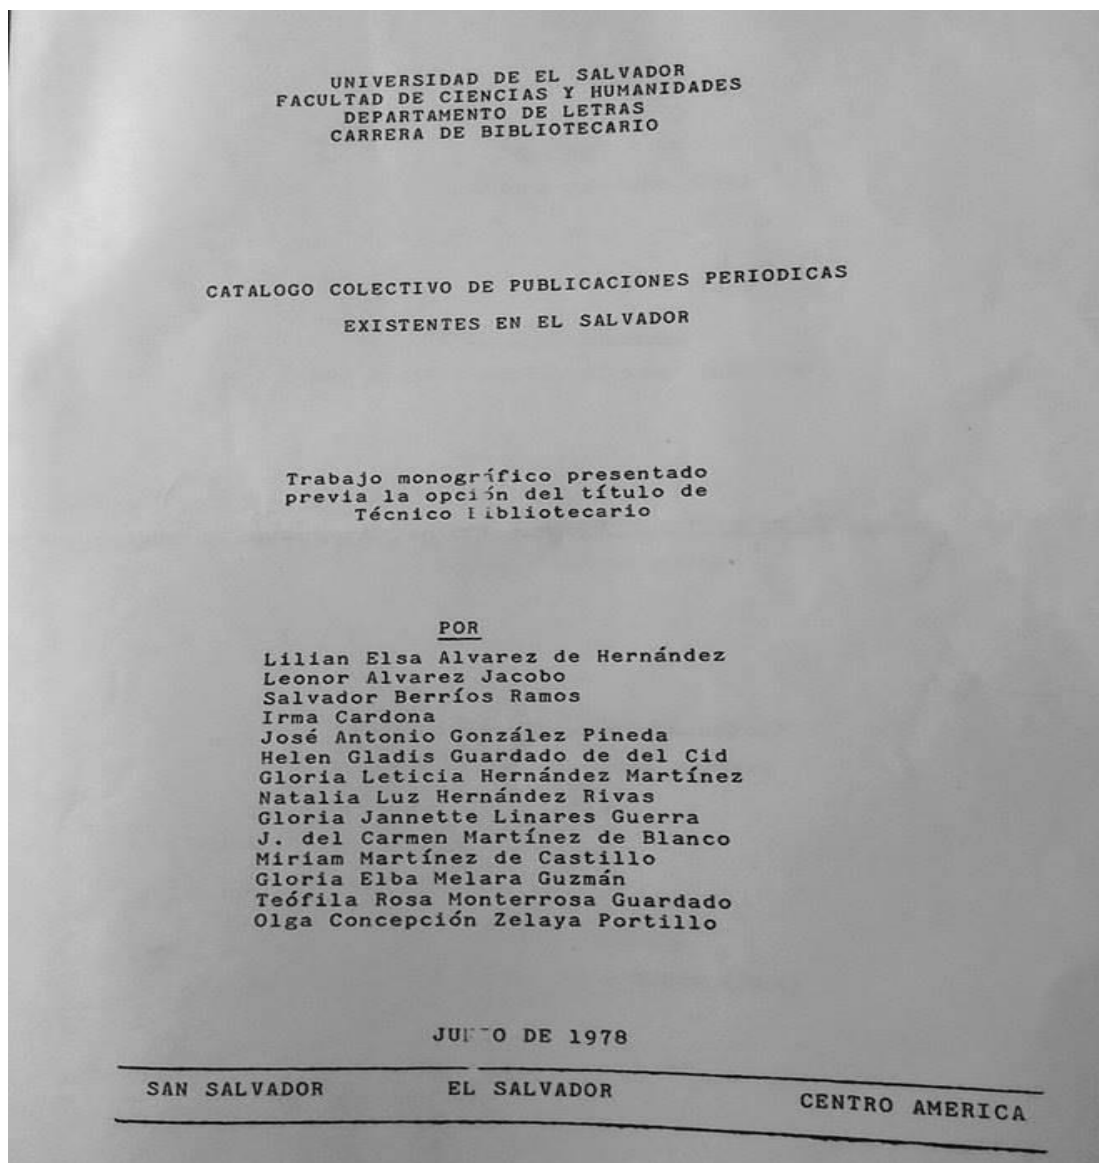 UNIVERSIDAD DE EL SALVADOR
FACULTAD DE CIENCIAS Y HUMANIDADES
DEPARTAMENTO DE LETRAS
CARRERA DE BIBLIOTECARIO
CATALOGO COLECTIVO DE PUBLICACIONES PERIODICAS
EXISTENTES EN EL SALVADOR
Trabajo monográfico presentado
previa la opción del título de
Técnico Bibliotecario
POR
Lilian Elsa Alvarez de Hernández
Leonor Alvarez Jacobo
Salvador Berríos Ramos
Irma Cardona
José Antonio González Pineda
Helen Gladis Guardado de del Cid
Gloria Leticia Hernández Martínez
Natalia Luz Hernández Rivas
Gloria Jannette Linares Guerra
J. del Carmen Martínez de Blanco
Miriam Martínez de Castillo
Gloria Elba Melara Guzmán
Teófila Rosa Monterrosa Guardado
Olga Concepción Zelaya Portillo
DE 1978
SAN SALVADOR EL SALVADOR CENTRO AMERICA